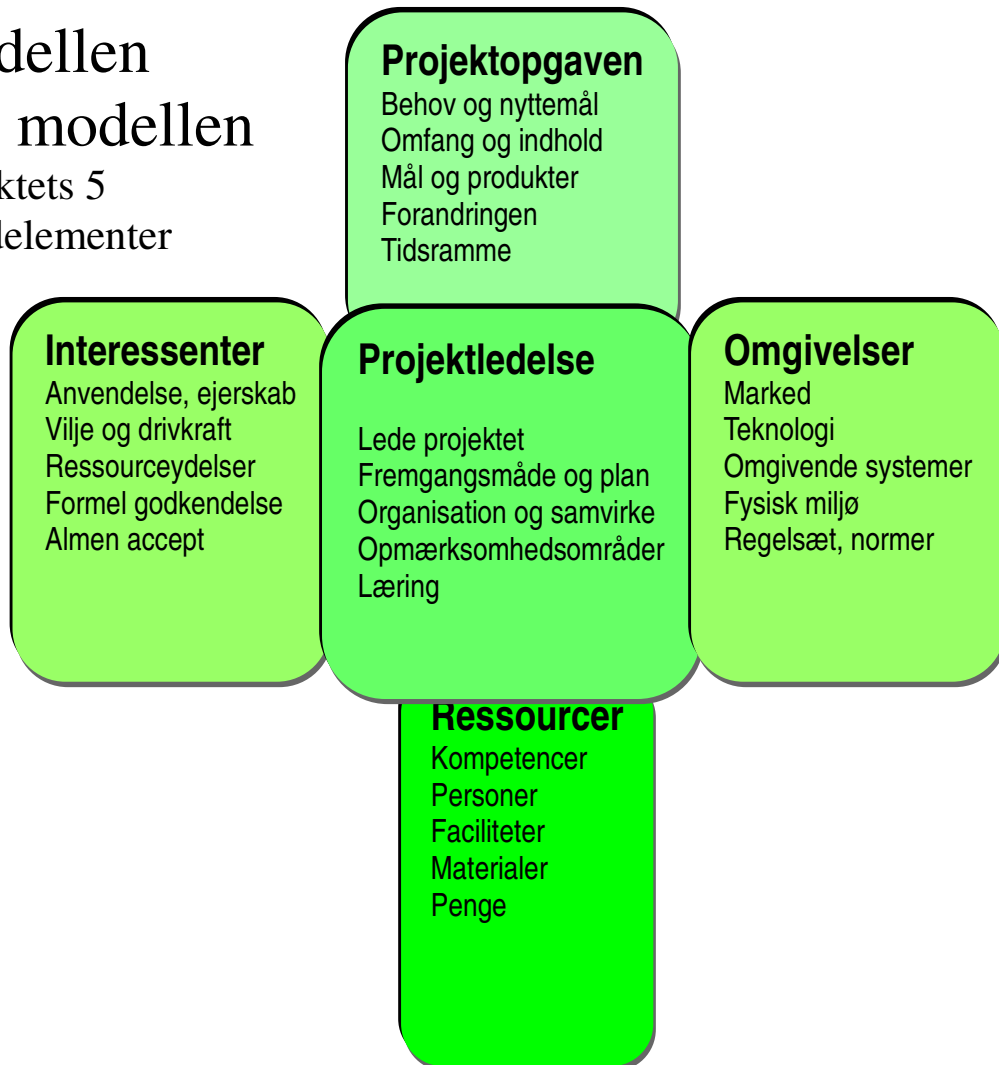 dellen
modellen
ktets 5
delementer
Projektopgaven
Behov og nyttemål
Omfang og indhold
Mål og produkter
Forandringen
Tidsramme
Interessenter
Anvendelse, ejerskab
Vilje og drivkraft
Ressourceydelser
Formel godkendelse
Almen accept
Projektledelse
Lede projektet
Fremgangsmåde og plan
Organisation og samvirke
Opmærksomhedsområder
Læring
Omgivelser
Marked
Teknologi
Omgivende systemer
Fysisk miljø
Regelsæt, normer
Ressourcer
Kompetencer
Personer
Faciliteter
Materialer
Penge